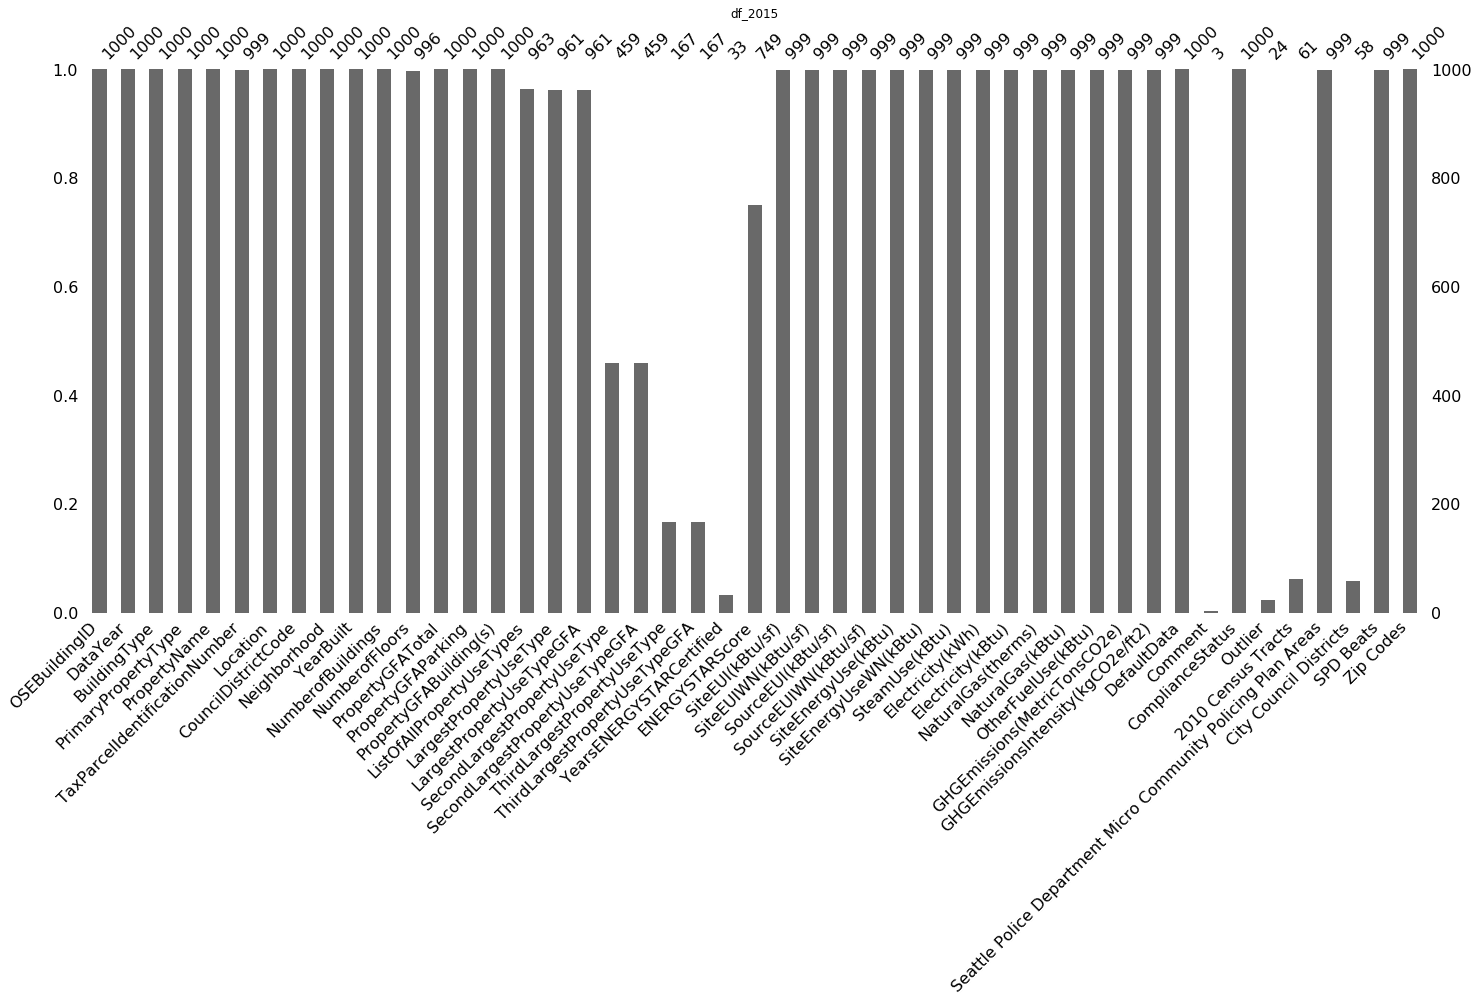 df_2015
1000
1000
1000
1000
1000
999
1000
1000
1000
1000
1000
996
1000
1000
1000
963
961
961
459
459
167
167
33
749
999
999
999
999
999
999
999
999
999
999
999
999
999
999
1000
3
1000
24
61
999
58
999
1000
1.0
0.8
0.6
0.4
0.2
0.0
1000
800
600
400
200
0
OSEBuildingID
DataYear
BuildingType
PrimaryPropertyType
PropertyName
TaxParcelIdentificationNumber
Location
CouncilDistrictCode
Neighborhood
YearBuilt
NumberofBuildings
NumberofFloors
PropertyGFATotal
PropertyGFAParking
PropertyGFABuilding(s)
ListOfAllPropertyUseTypes
LargestPropertyUseType
LargestPropertyUseTypeGFA
SecondLargestPropertyUseType
SecondLargestPropertyUseTypeGFA
ThirdLargestPropertyUseType
ThirdLargestPropertyUseTypeGFA
YearsENERGYSTARCertified
ENERGYSTARScore
SiteEUI(kBtu/sf)
SiteEUIWN(kBtu/sf)
SourceEUI(kBtu/sf)
SourceEUIWN(kBtu/sf)
SiteEnergyUse(kBtu)
SiteEnergyUseWN(kBtu)
SteamUse(kBtu)
Electricity(kWh)
Electricity(kBtu)
NaturalGas(therms)
NaturalGas(kBtu)
OtherFuelUse(kBtu)
GHGEmissions(MetricTonsCO2e)
GHGEmissionsIntensity(kgCO2e/ft2)
DefaultData
Comment
ComplianceStatus
Outlier
2010 Census Tracts
Seattle Police Department Micro Community Policing Plan Areas
City Council Districts
SPD Beats
Zip Codes